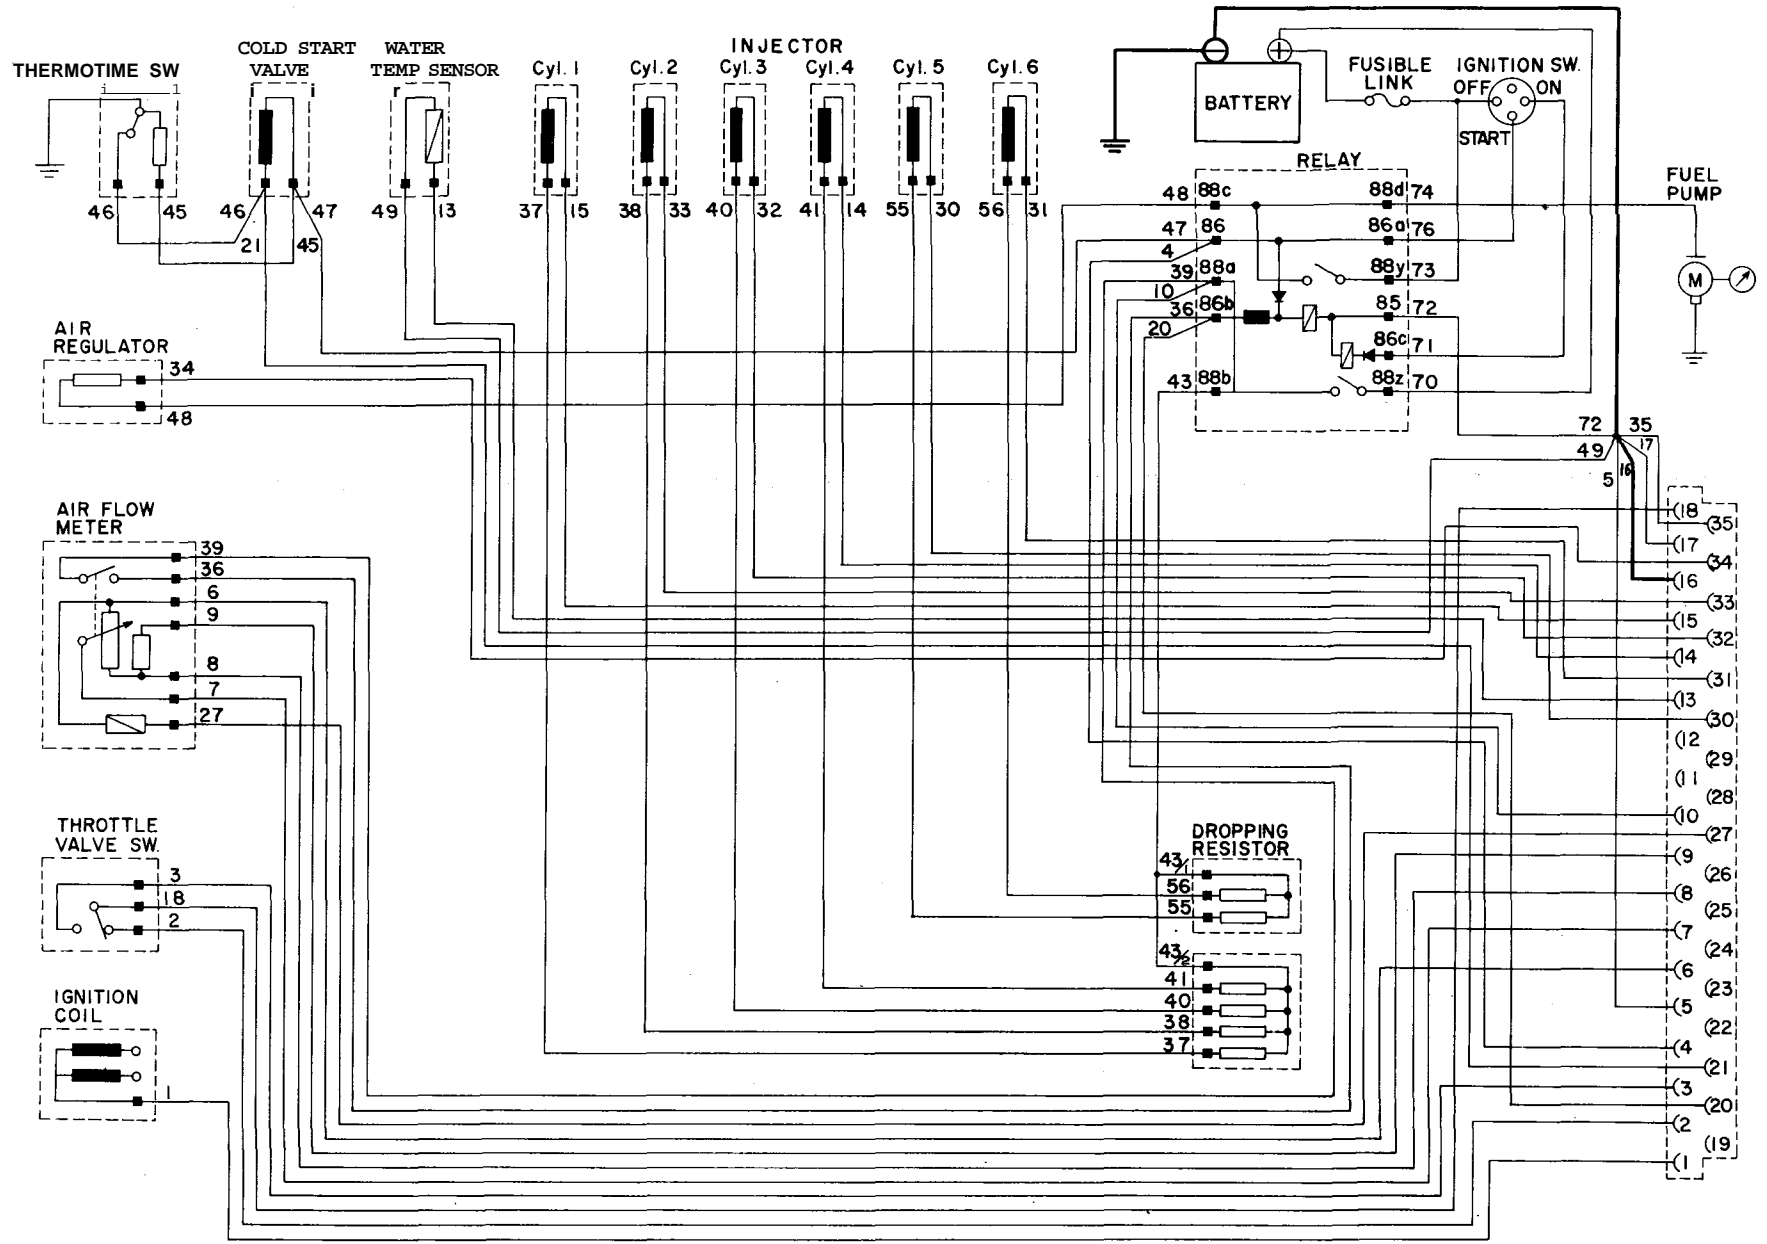 THERMOTIME SW
COLD START
VALVE
WATER
TEMP SENSOR
INJECTOR
Cyl. 1
Cyl. 2
Cyl. 3
Cyl. 4
Cyl. 5
Cyl. 6
BATTERY
FUSIBLE
LINK
IGNITION SW.
OFF
ON
START
RELAY
FUEL
PUMP
M
46
45
46
47
21
45
49
13
37
15
38
33
40
32
41
14
55
30
56
31
48
88c
88d
74
47
86
86a
76
4
39
88a
88y
73
10
36
86b
85
72
20
86c
71
43
88b
88z
70
72
35
17
49
16
5
AIR
REGULATOR
34
48
AIR FLOW
METER
39
36
6
9
8
7
27
THROTTLE
VALVE SW.
3
18
2
IGNITION
COIL
1
DROPPING
RESISTOR
43/1
56
55
43/2
41
40
38
37
(18
(35
(17
(34
(16
(33
(15
(32
(14
(31
(13
(30
(12
(29
(11
(28
(10
(27
(9
(26
(8
(25
(7
(24
(6
(23
(5
(22
(4
(21
(3
(20
(2
(19
(1